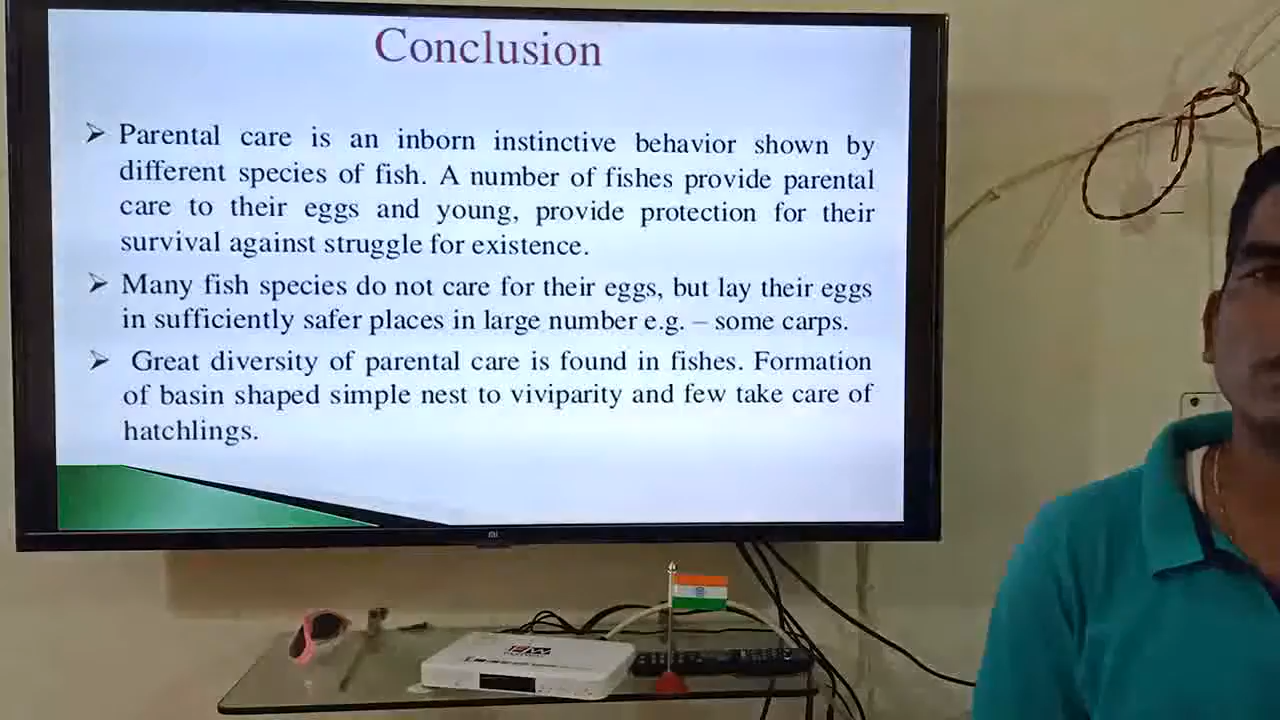 Conclusion
➢ Parental care is an inborn instinctive behavior shown by
different species of fish. A number of fishes provide parental
care to their eggs and young, provide protection for their
survival against struggle for existence.
➢ Many fish species do not care for their eggs, but lay their eggs
in sufficiently safer places in large number e.g. – some carps.
➢ Great diversity of parental care is found in fishes. Formation
of basin shaped simple nest to viviparity and few take care of
hatchlings.
mi